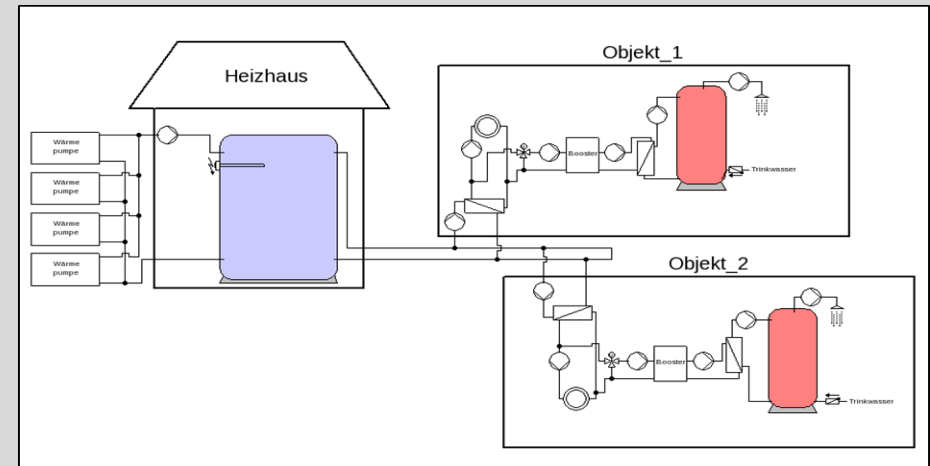 Objekt_1
Heizhaus
Wärme
pumpe
Wärme
pumpe
Wärme
pumpe
Wärme
pumpe
Booster
Trinkwasser
Objekt_2
Booster
Trinkwasser